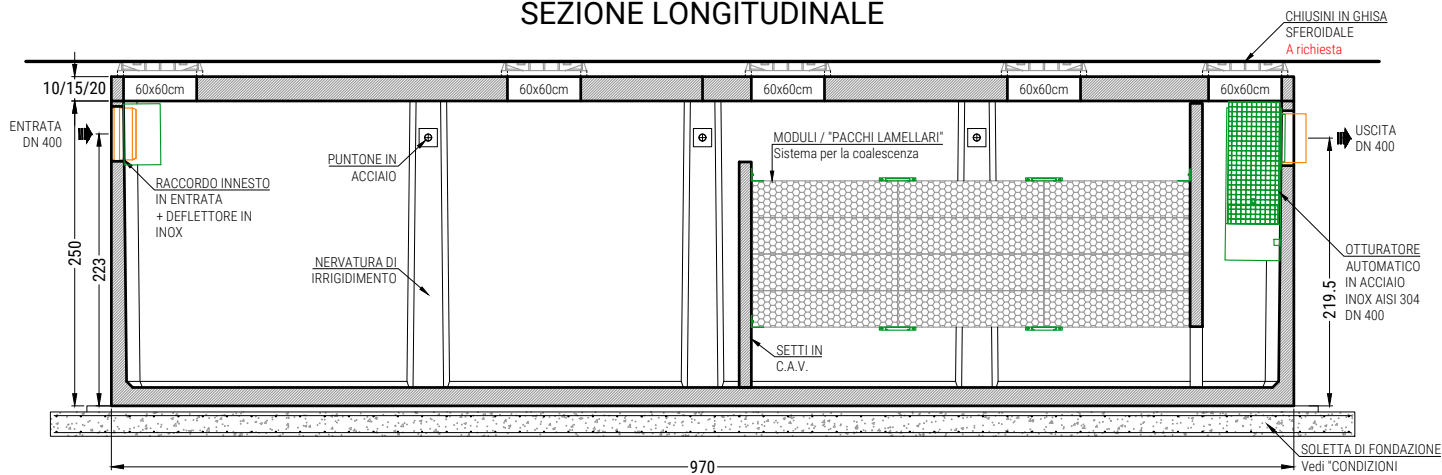 SEZIONE LONGITUDINALE
CHIUSINI IN GHISA
SFEROIDALE
A richiesta
10/15/20
60x60cm
60x60cm
60x60cm
60x60cm
60x60cm
ENTRATA
DN 400
USCITA
DN 400
PUNTONE IN
ACCIAIO
MODULI / "PACCHI LAMELLARI"
Sistema per la coalescenza
RACCORDO INNESTO
IN ENTRATA
+ DEFLETTORE IN
INOX
250
223
NERVATURA DI
IRRIGIDIMENTO
OTTURATORE
AUTOMATICO
IN ACCIAIO
INOX AISI 304
DN 400
219.5
SETTI IN
C.A.V.
970
SOLETTA DI FONDAZIONE
Vedi "CONDIZIONI